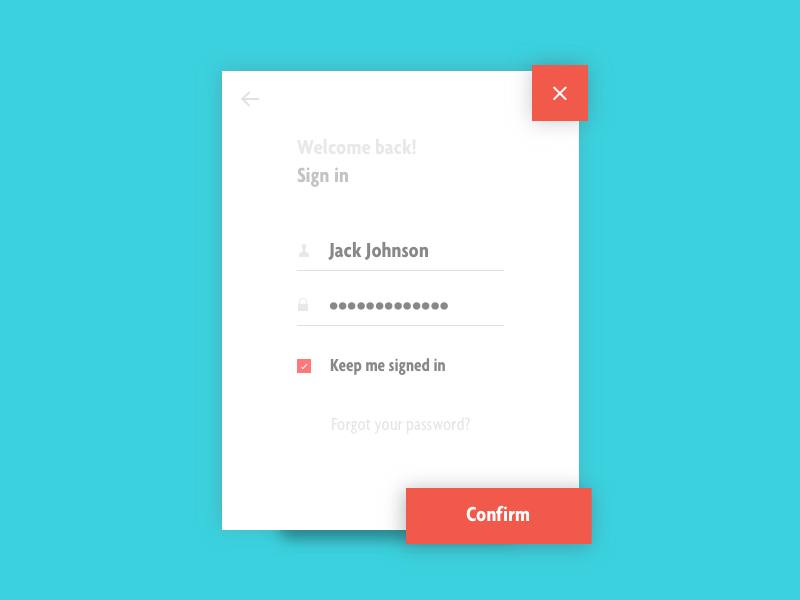 Welcome back!
Sign in
Jack Johnson
●●●●●●●●●●●●●
Keep me signed in
Forgot your password?
Confirm